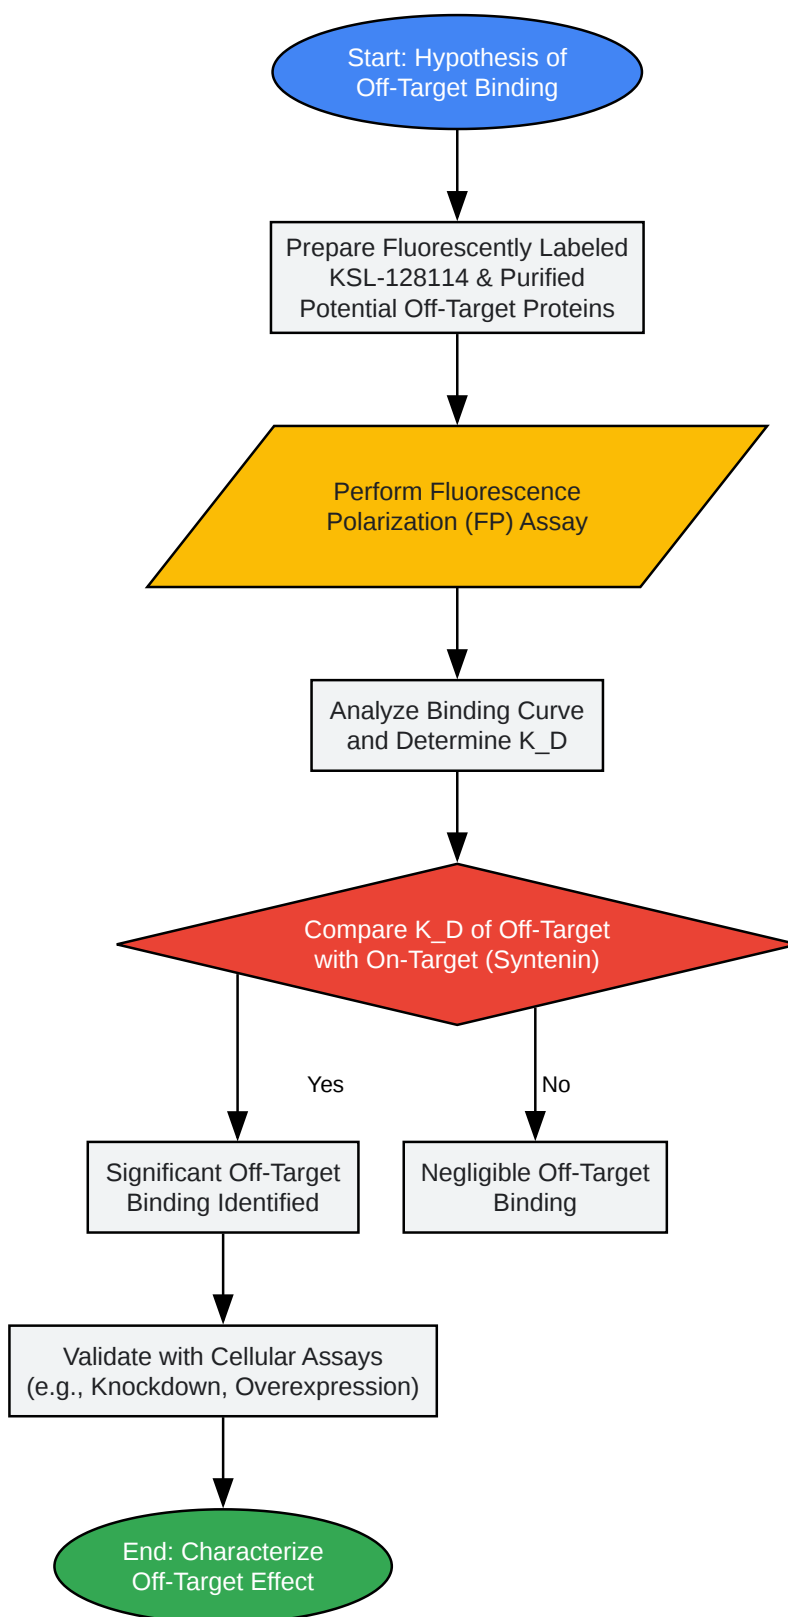 Start: Hypothesis of
Off-Target Binding
Prepare Fluorescently Labeled
KSL-128114 & Purified
Potential Off-Target Proteins
Perform Fluorescence
Polarization (FP) Assay
Analyze Binding Curve
and Determine K_D
Compare K_D of Off-Target
with On-Target (Syntenin)
Yes
No
Significant Off-Target
Binding Identified
Negligible Off-Target
Binding
Validate with Cellular Assays
(e.g., Knockdown, Overexpression)
End: Characterize
Off-Target Effect